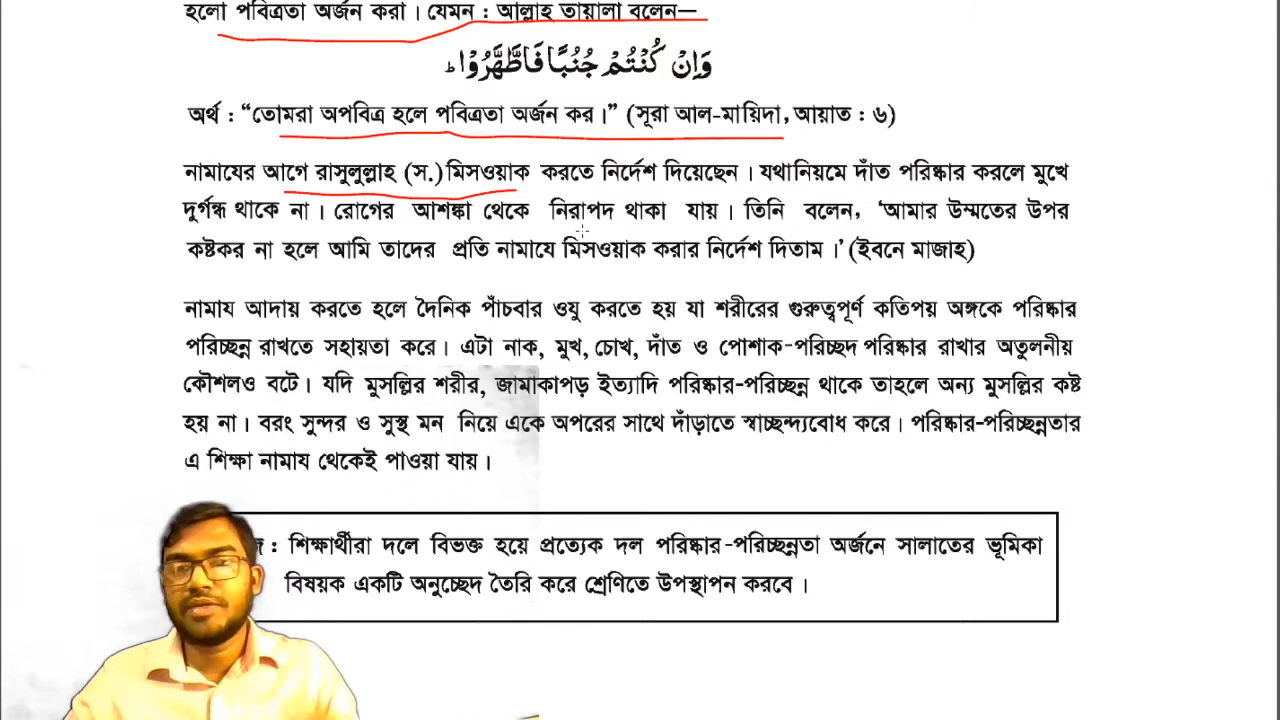 হলো পবিত্রতা অর্জন করা। যেমন : আল্লাহ তায়ালা বলেন—
وَاِنْ كُنْتُمْ جُنُبًا فَاطَّهَّرُوْا ؕ
অর্থ : “তোমরা অপবিত্র হলে পবিত্রতা অর্জন কর।” (সূরা আল-মায়িদা, আয়াত : ৬)
নামাযের আগে রাসুলুল্লাহ (স.) মিসওয়াক করতে নির্দেশ দিয়েছেন। যথানিয়মে দাঁত পরিষ্কার করলে মুখে
দুর্গন্ধ থাকে না। রোগের আশঙ্কা থেকে নিরাপদ থাকা যায়। তিনি বলেন, ‘আমার উম্মতের উপর
কষ্টকর না হলে আমি তাদের প্রতি নামাযে মিসওয়াক করার নির্দেশ দিতাম।’ (ইবনে মাজাহ)
নামায আদায় করতে হলে দৈনিক পাঁচবার ওযু করতে হয় যা শরীরের গুরুত্বপূর্ণ কতিপয় অঙ্গকে পরিষ্কার
পরিচ্ছন্ন রাখতে সহায়তা করে। এটা নাক, মুখ, চোখ, দাঁত ও পোশাক-পরিচ্ছদ পরিষ্কার রাখার অতুলনীয়
কৌশলও বটে। যদি মুসল্লির শরীর, জামাকাপড় ইত্যাদি পরিষ্কার-পরিচ্ছন্ন থাকে তাহলে অন্য মুসল্লির কষ্ট
হয় না। বরং সুন্দর ও সুস্থ মন নিয়ে একে অপরের সাথে দাঁড়াতে স্বাচ্ছন্দ্যবোধ করে। পরিষ্কার-পরিচ্ছন্নতার
এ শিক্ষা নামায থেকেই পাওয়া যায়।
: শিক্ষার্থীরা দলে বিভক্ত হয়ে প্রত্যেক দল পরিষ্কার-পরিচ্ছন্নতা অর্জনে সালাতের ভূমিকা
বিষয়ক একটি অনুচ্ছেদ তৈরি করে শ্রেণিতে উপস্থাপন করবে।